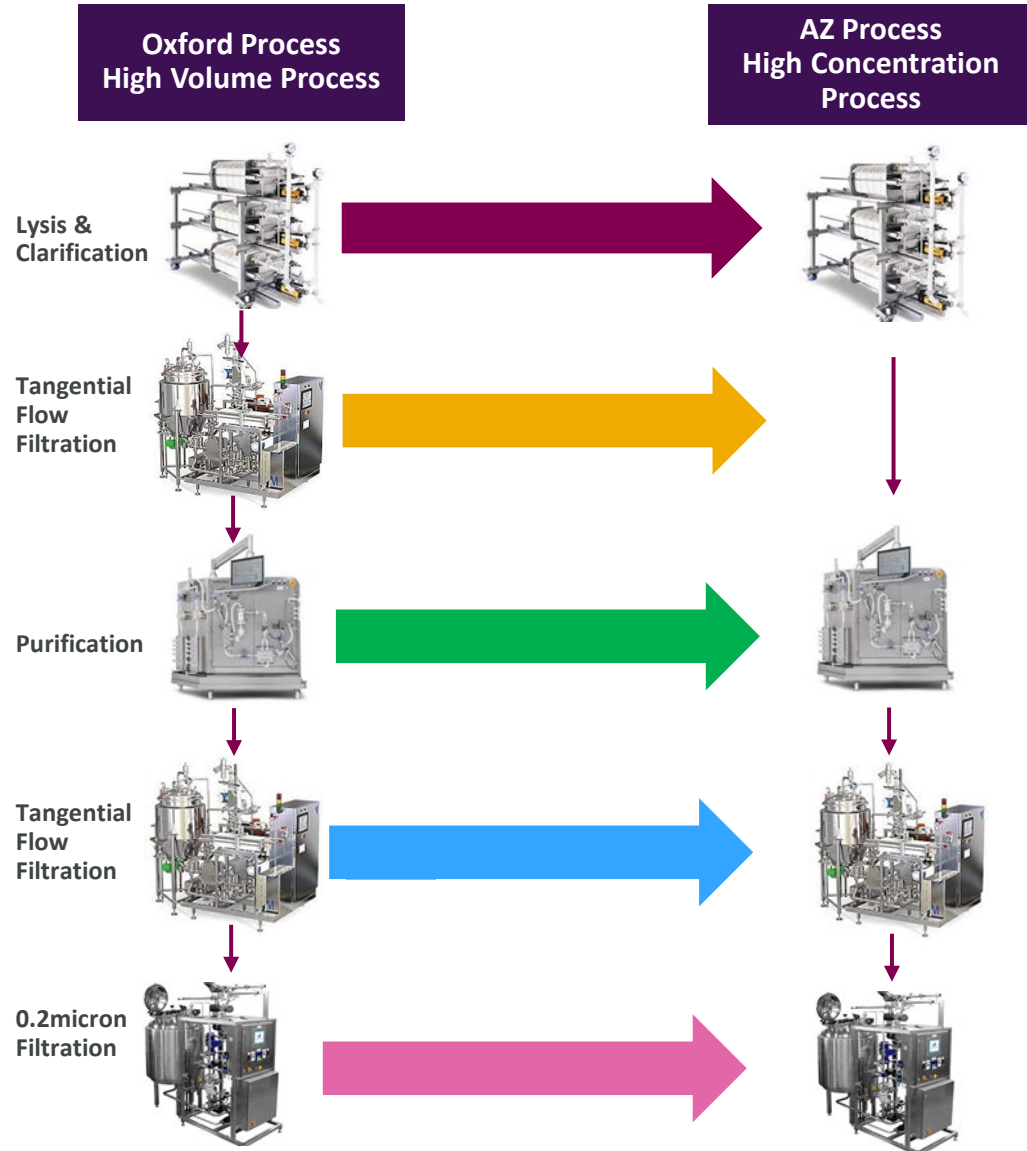 Oxford Process
High Volume Process
AZ Process
High Concentration
Process
Lysis &
Clarification
Tangential
Flow
Filtration
Purification
Tangential
Flow
Filtration
0.2micron
Filtration